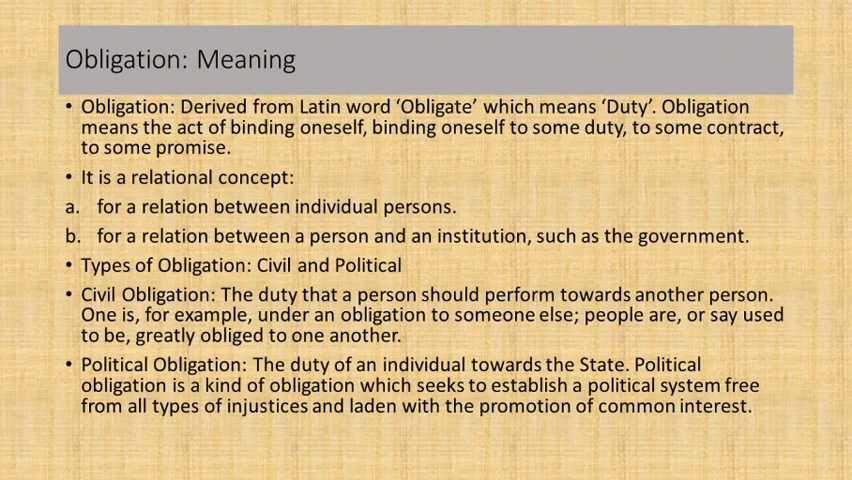 Obligation: Meaning
• Obligation: Derived from Latin word ‘Obligate’ which means ‘Duty’. Obligation
means the act of binding oneself, binding oneself to some duty, to some contract,
to some promise.
• It is a relational concept:
a. for a relation between individual persons.
b. for a relation between a person and an institution, such as the government.
• Types of Obligation: Civil and Political
• Civil Obligation: The duty that a person should perform towards another person.
One is, for example, under an obligation to someone else; people are, or say used
to be, greatly obliged to one another.
• Political Obligation: The duty of an individual towards the State. Political
obligation is a kind of obligation which seeks to establish a political system free
from all types of injustices and laden with the promotion of common interest.